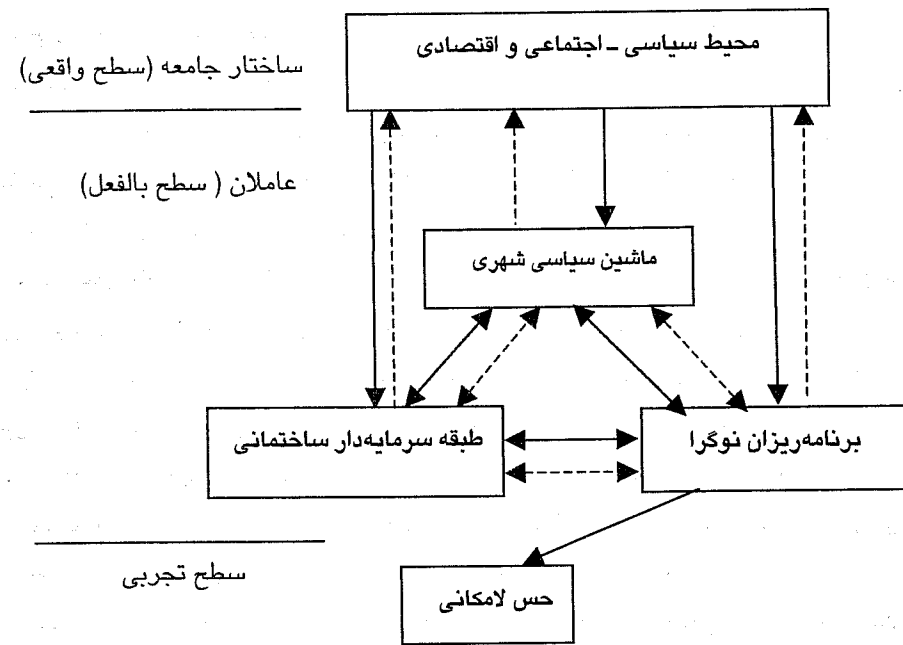 محیط سیاسی ـ اجتماعی و اقتصادی
ساختار جامعه (سطح واقعی)
عاملان ( سطح بالفعل)
ماشین سیاسی شهری
برنامه‌ریزان نوگرا
طبقه سرمایه‌دار ساختمانی
سطح تجربی
حس لامکانی